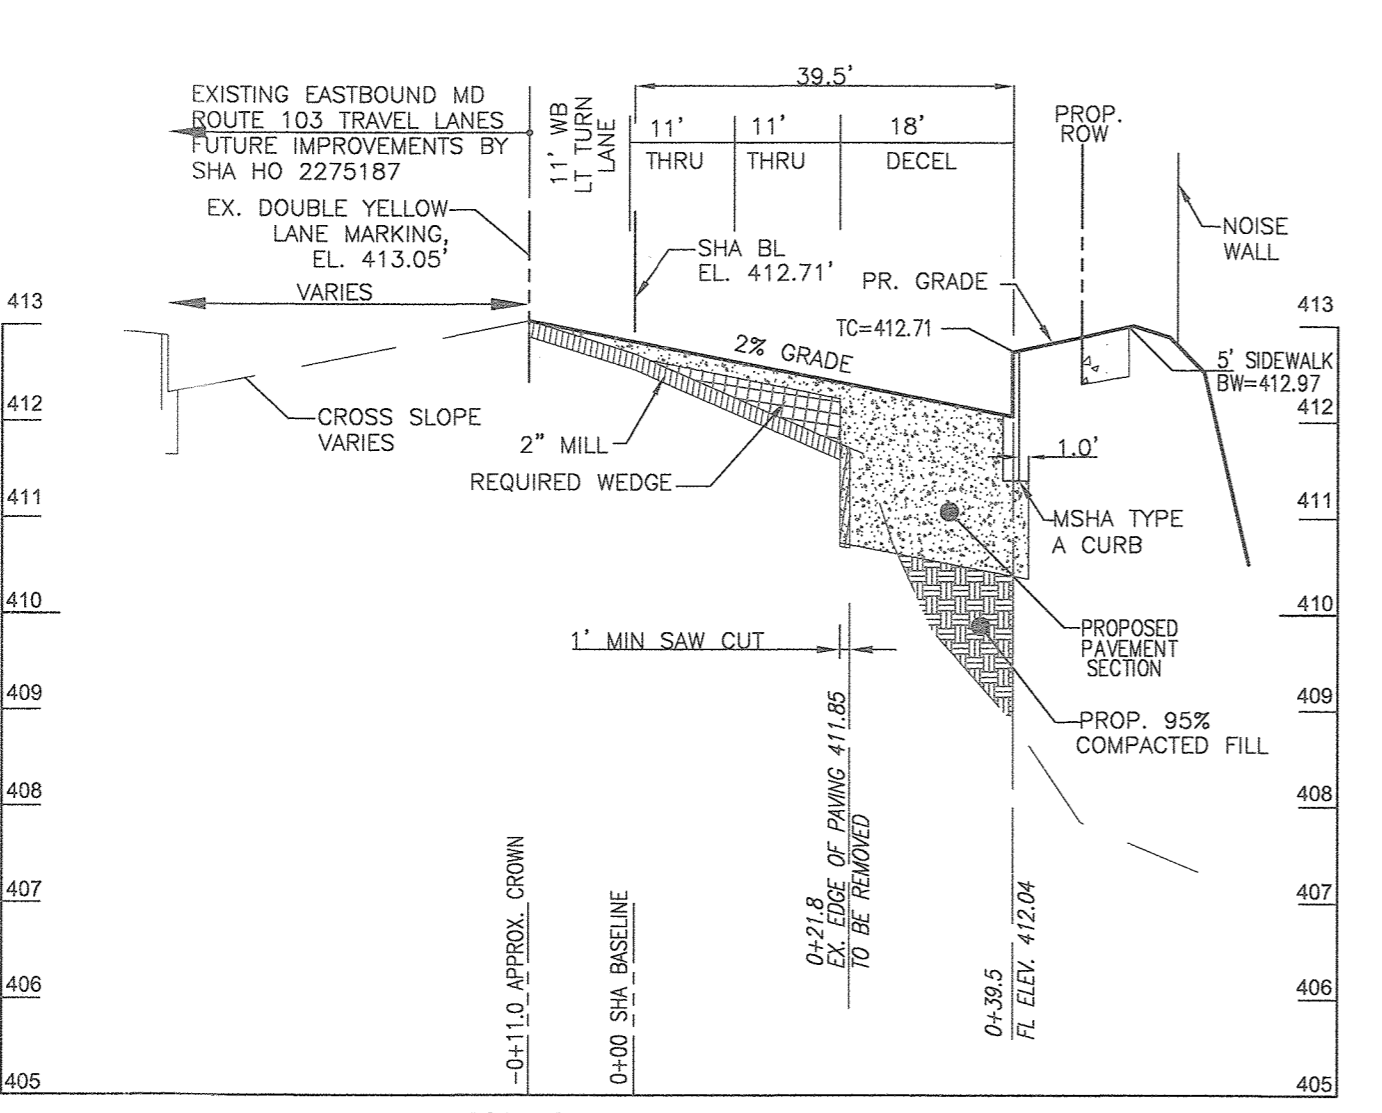 39.5'
EXISTING EASTBOUND MD
ROUTE 103 TRAVEL LANES
FUTURE IMPROVEMENTS BY
SHA HO 2275187
11' WB
LT TURN
LANE
11'
THRU
11'
THRU
18'
DECEL
PROP.
ROW
EX. DOUBLE YELLOW
LANE MARKING,
EL. 413.05'
NOISE
WALL
SHA BL
EL. 412.71'
PR. GRADE
VARIES
413
413
TC=412.71
2% GRADE
5' SIDEWALK
BW=412.97
412
412
CROSS SLOPE
VARIES
2" MILL
1.0'
REQUIRED WEDGE
411
411
MSHA TYPE
A CURB
410
410
1' MIN SAW CUT
PROPOSED
PAVEMENT
SECTION
409
409
PROP. 95%
COMPACTED FILL
408
408
407
407
406
406
405
405
-0+11.0 APPROX. CROWN
0+00 SHA BASELINE
0+21.8
EX. EDGE OF PAVING 411.85
TO BE REMOVED
0+39.5
FL ELEV. 412.04